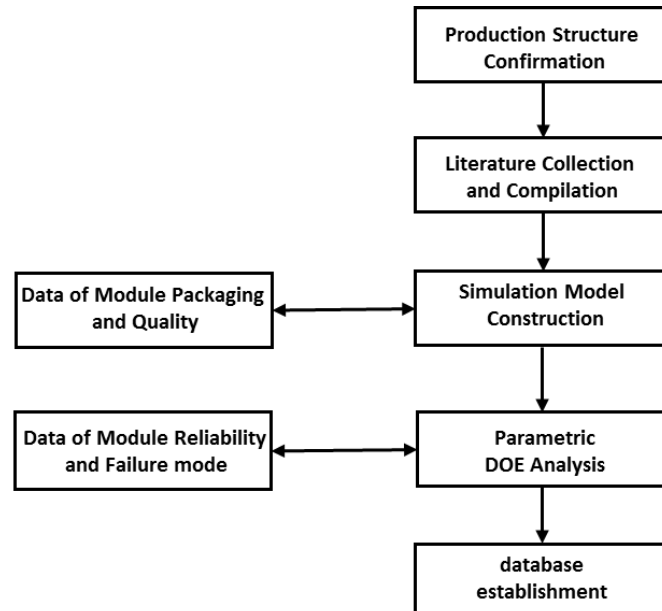 Production Structure
Confirmation
Literature Collection
and Compilation
Data of Module Packaging
and Quality
Simulation Model
Construction
Data of Module Reliability
and Failure mode
Parametric
DOE Analysis
database
establishment